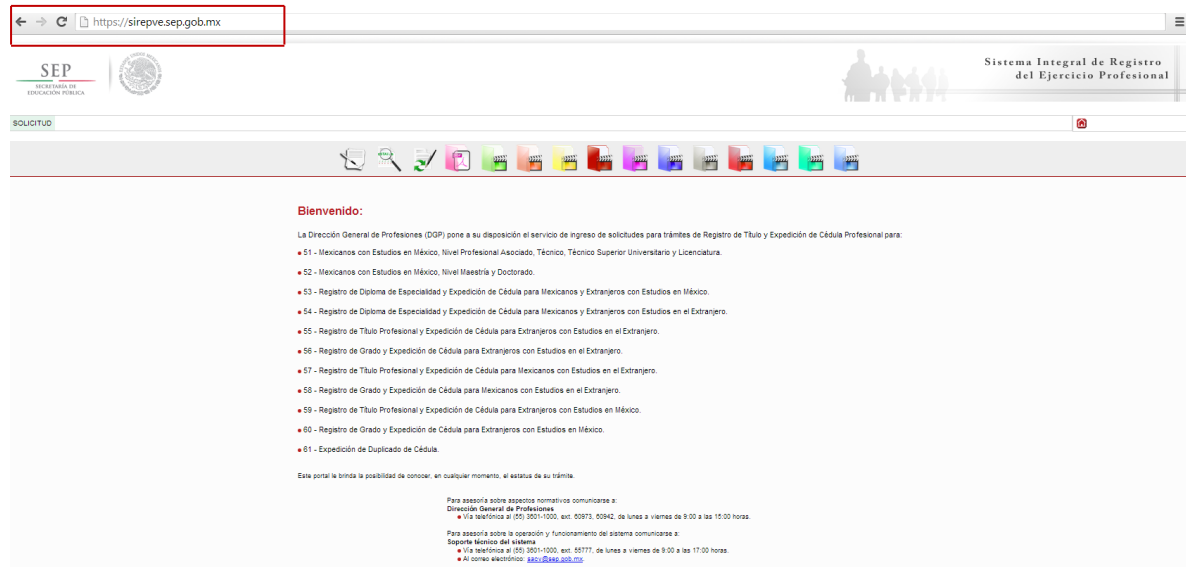 https://sirepve.sep.gob.mx
SEP
SECRETARÍA DE
EDUCACIÓN PÚBLICA
Sistema Integral de Registro
del Ejercicio Profesional
SOLICITUD
Bienvenido:
La Dirección General de Profesiones (DGP) pone a su disposición el servicio de ingreso de solicitudes para trámites de Registro de Título y Expedición de Cédula Profesional para:
51 - Mexicanos con Estudios en México, Nivel Profesional Asociado, Técnico, Técnico Superior Universitario y Licenciatura.
52 - Mexicanos con Estudios en México, Nivel Maestría y Doctorado.
53 - Registro de Diploma de Especialidad y Expedición de Cédula para Mexicanos y Extranjeros con Estudios en México.
54 - Registro de Diploma de Especialidad y Expedición de Cédula para Mexicanos y Extranjeros con Estudios en el Extranjero.
55 - Registro de Título Profesional y Expedición de Cédula para Extranjeros con Estudios en el Extranjero.
56 - Registro de Grado y Expedición de Cédula para Extranjeros con Estudios en el Extranjero.
57 - Registro de Título Profesional y Expedición de Cédula para Mexicanos con Estudios en el Extranjero.
58 - Registro de Grado y Expedición de Cédula para Mexicanos con Estudios en el Extranjero.
59 - Registro de Título Profesional y Expedición de Cédula para Extranjeros con Estudios en México.
60 - Registro de Grado y Expedición de Cédula para Extranjeros con Estudios en México.
61 - Expedición de Duplicado de Cédula.
Este portal le brinda la posibilidad de conocer, en cualquier momento, el estatus de su trámite.
Para asesoría sobre aspectos normativos comunicarse a:
Dirección General de Profesiones
Vía telefónica al (55) 3601-1000, ext. 60973, 60942, de lunes a viernes de 9:00 a las 15:00 horas.
Para asesoría sobre la operación y funcionamiento del sistema comunicarse a:
Soporte técnico del sistema
Vía telefónica al (55) 3601-1000, ext. 55777, de lunes a viernes de 9:00 a las 17:00 horas.
Al correo electrónico: sacv@sep.gob.mx.